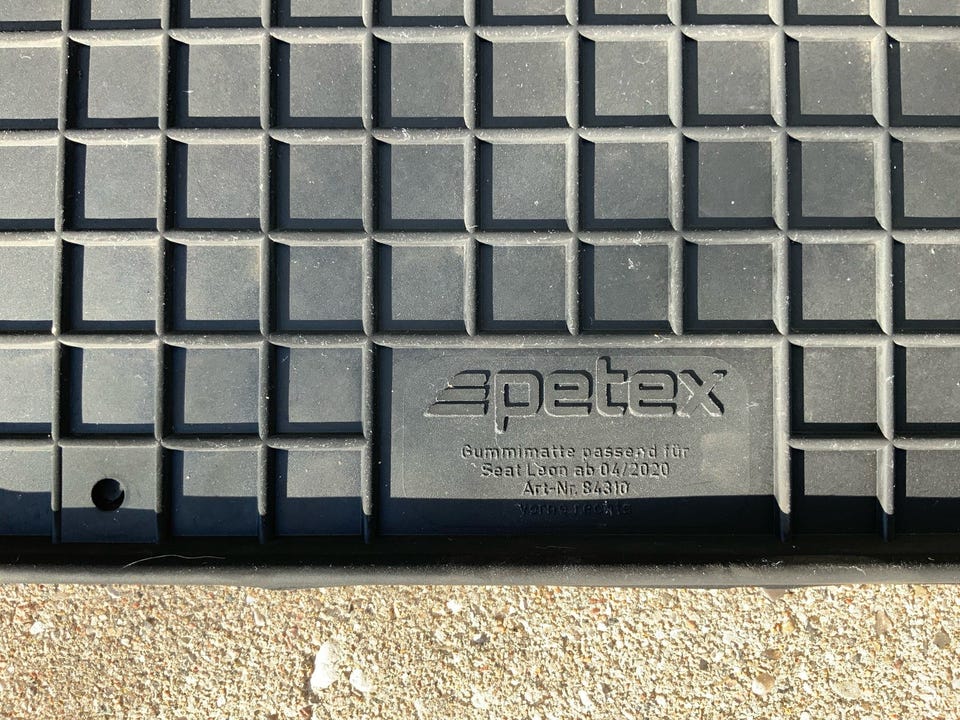 petex
Gummimatte passend für
Seat Leon ab 04/2020
Art-Nr. 84310
vorne rechts